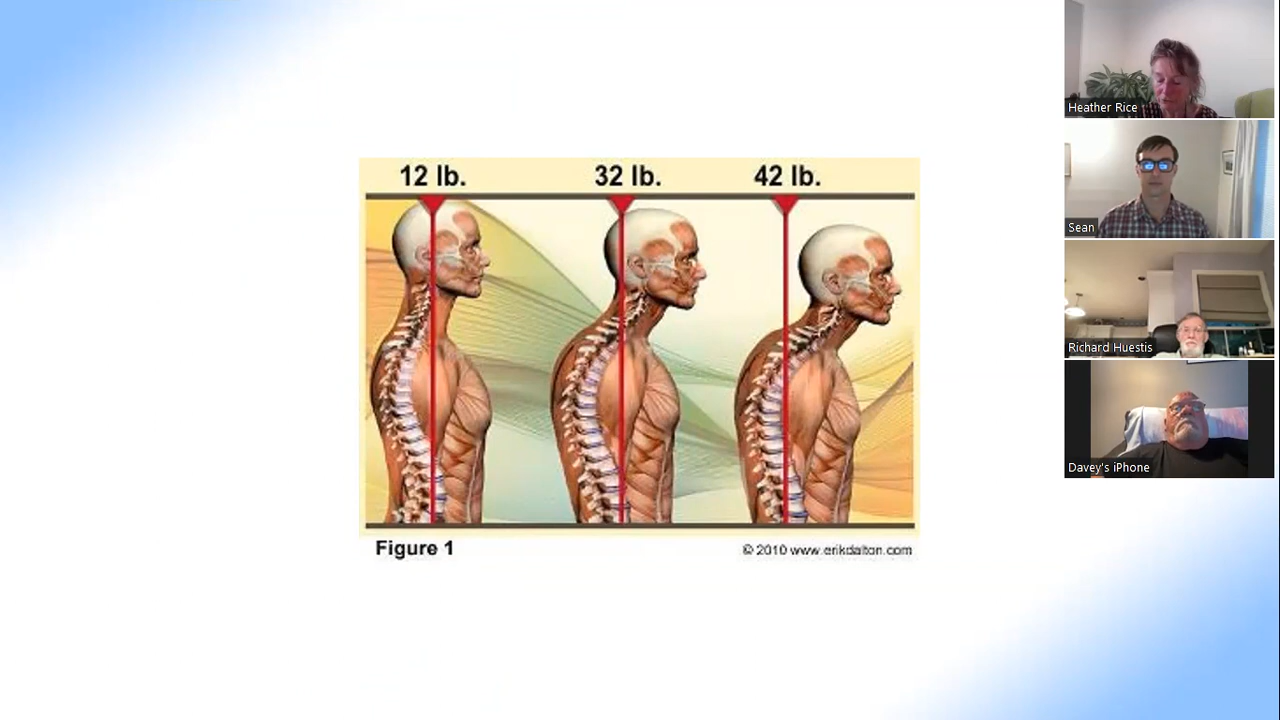 12 lb.
32 lb.
42 lb.
Figure 1
© 2010 www.erikdalton.com
Heather Rice
Sean
Richard Huestis
Davey's iPhone